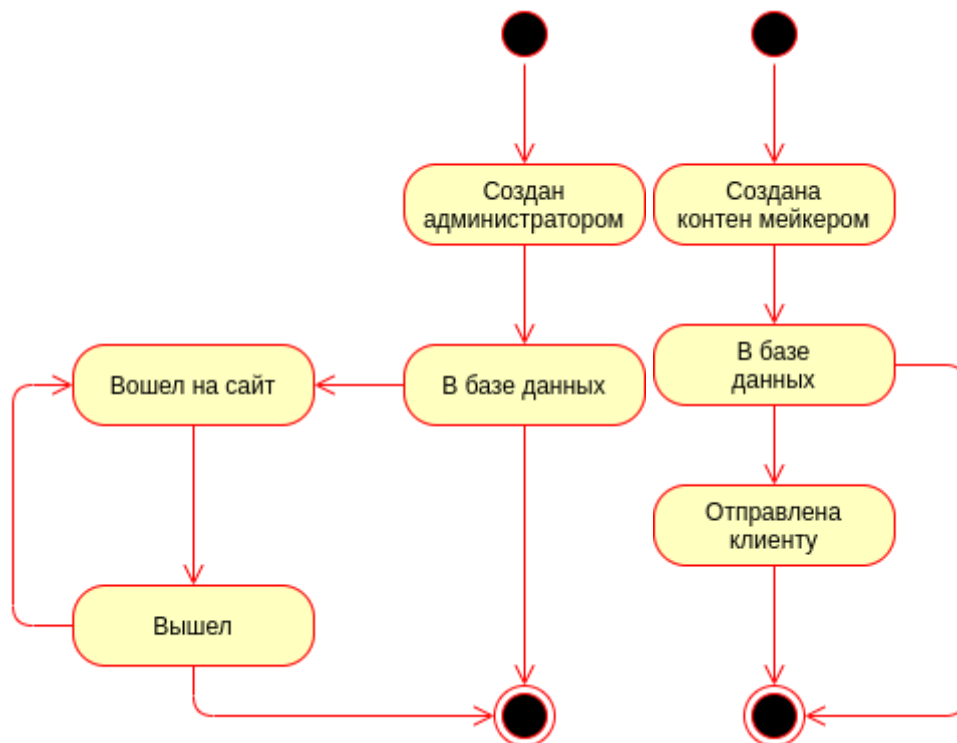 Создан
администратором
Создана
контен мейкером
В базе
данных
Вошел на сайт
В базе данных
Отправлена
клиенту
Вышел